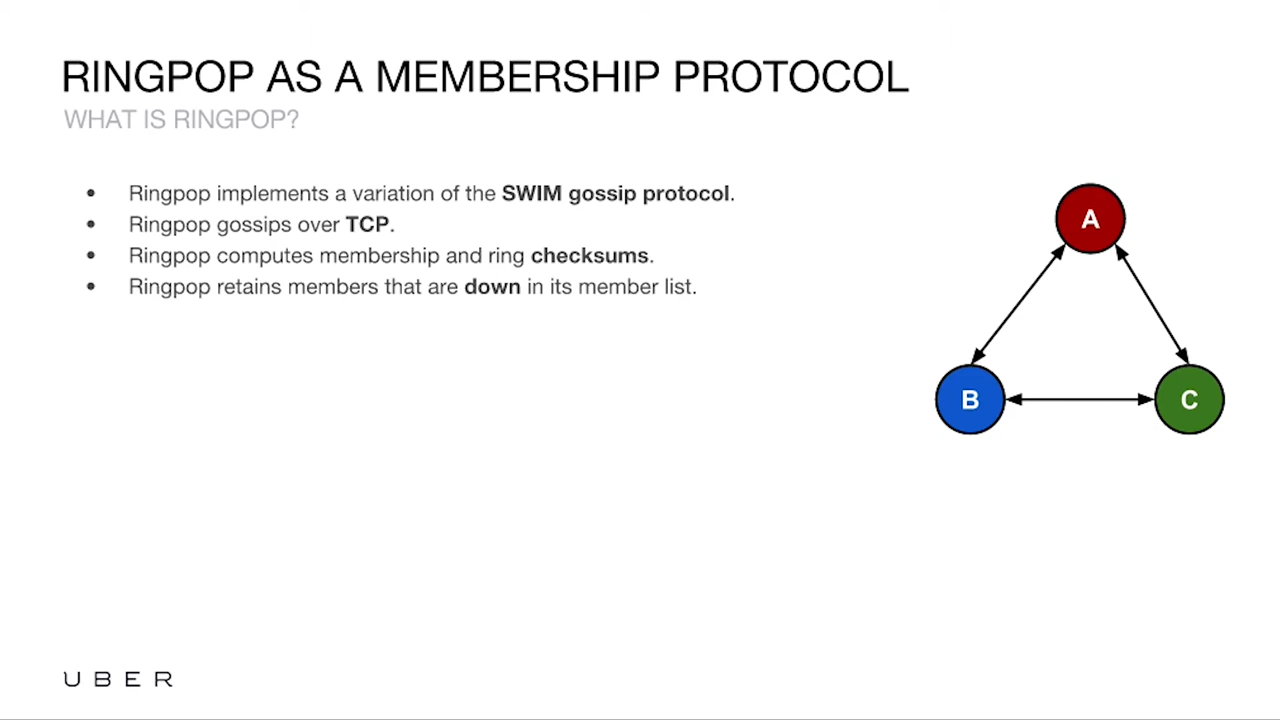 RINGPOP AS A MEMBERSHIP PROTOCOL
WHAT IS RINGPOP?
• Ringpop implements a variation of the SWIM gossip protocol.
• Ringpop gossips over TCP.
• Ringpop computes membership and ring checksums.
• Ringpop retains members that are down in its member list.
A
B
C
UBER